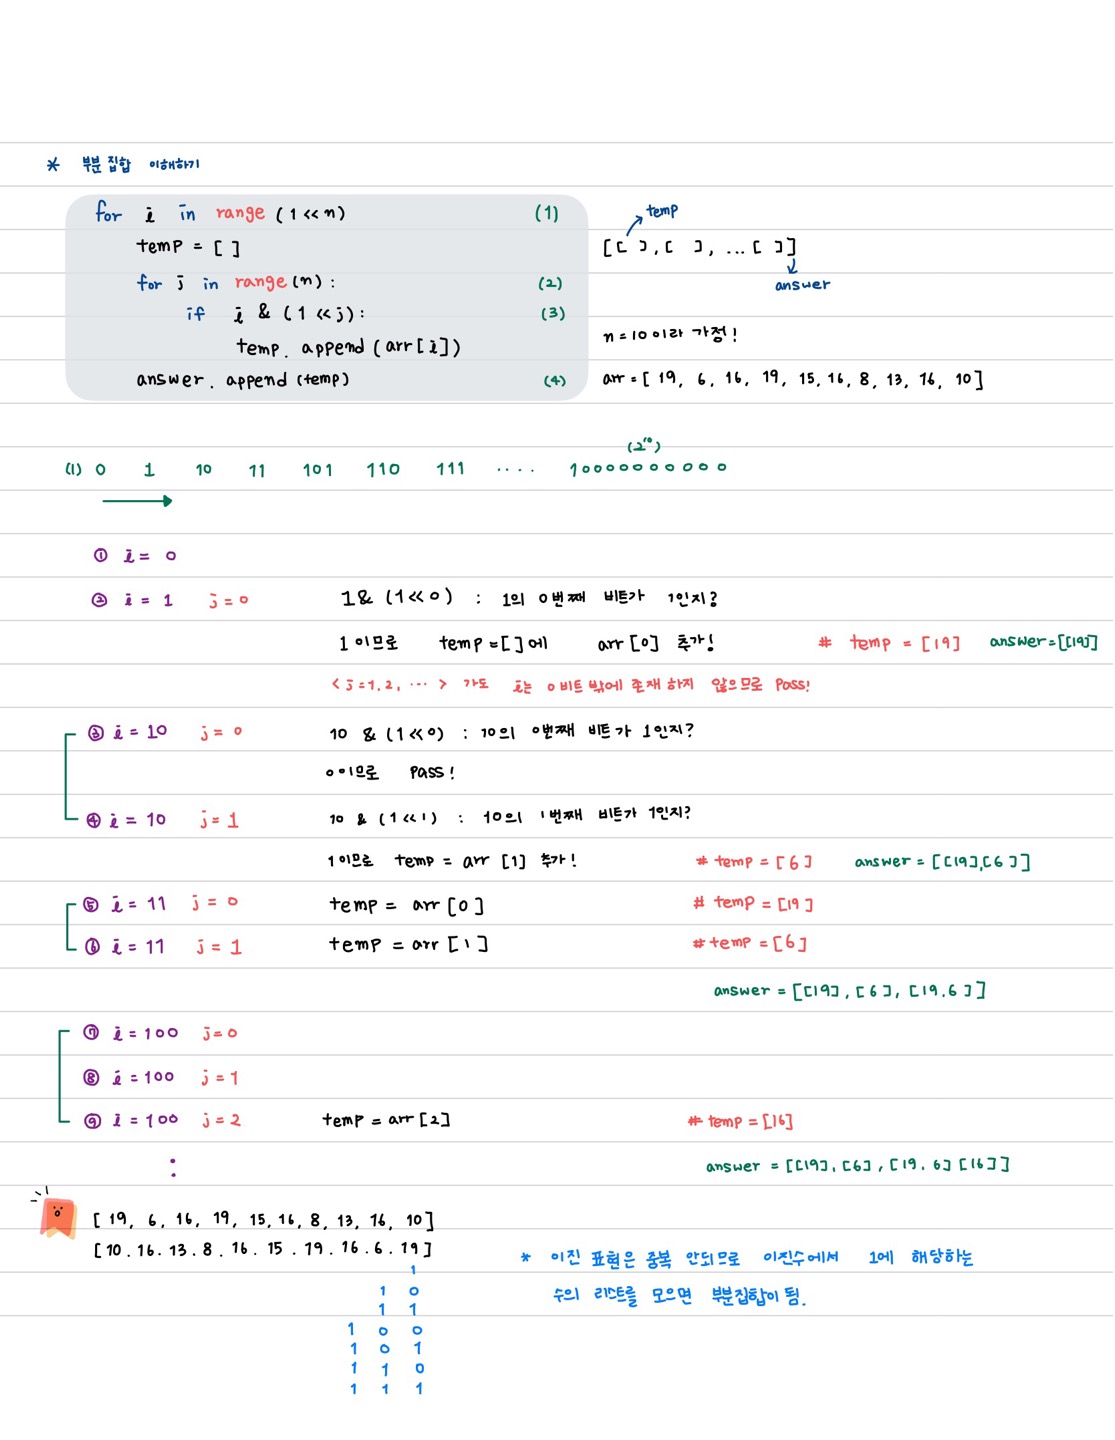 * 부분집합 이해하기
for i in range (1<<n) (1)
temp = [ ]
for j in range(n) : (2)
if i & (1<<j) : (3)
temp. append (arr[i])
answer. append (temp) (4)
temp
[[ ], [ ], ...[ ]]
answer
n=10이라 가정!
arr = [ 19, 6, 16, 19, 15, 16, 8, 13, 16, 10 ]
(2¹⁰)
(1) 0 1 10 11 101 110 111 .... 10000000000
① i= 0
② i = 1 j=0 1& (1<<0) : 1의 0번째 비트가 1인지?
1이므로 temp=[]에 arr[0] 추가! # temp = [19] answer=[[19]]
<j=1.2, ...> 가도 i는 0비트 밖에 존재 하지 않으므로 Pass!
③ i=10 j=0 10 & (1<<0) : 10의 0번째 비트가 1인지?
0이므로 pass!
④ i=10 j=1 10 & (1<<1) : 10의 1번째 비트가 1인지?
1이므로 temp = arr [1] 추가! # temp = [6] answer = [[19],[6]]
⑤ i=11 j=0 temp = arr [0] # temp = [19]
⑥ i=11 j=1 temp = arr [1] # temp = [6]
answer = [[19], [6], [19.6]]
⑦ i=100 j=0
⑧ i=100 j=1
⑨ i=100 j=2 temp = arr[2] # temp = [16]
:
answer = [[19], [6], [19.6] [16]]
[ 19, 6, 16, 19, 15, 16, 8, 13, 16, 10 ]
[ 10. 16. 13. 8. 16. 15. 19. 16. 6. 19 ]
* 이진 표현은 중복 안되므로 이진수에서 1에 해당하는
수의 리스트를 모으면 부분집합이 됨.
1
1 0
1 1
1 0 0
1 0 1
1 1 0
1 1 1